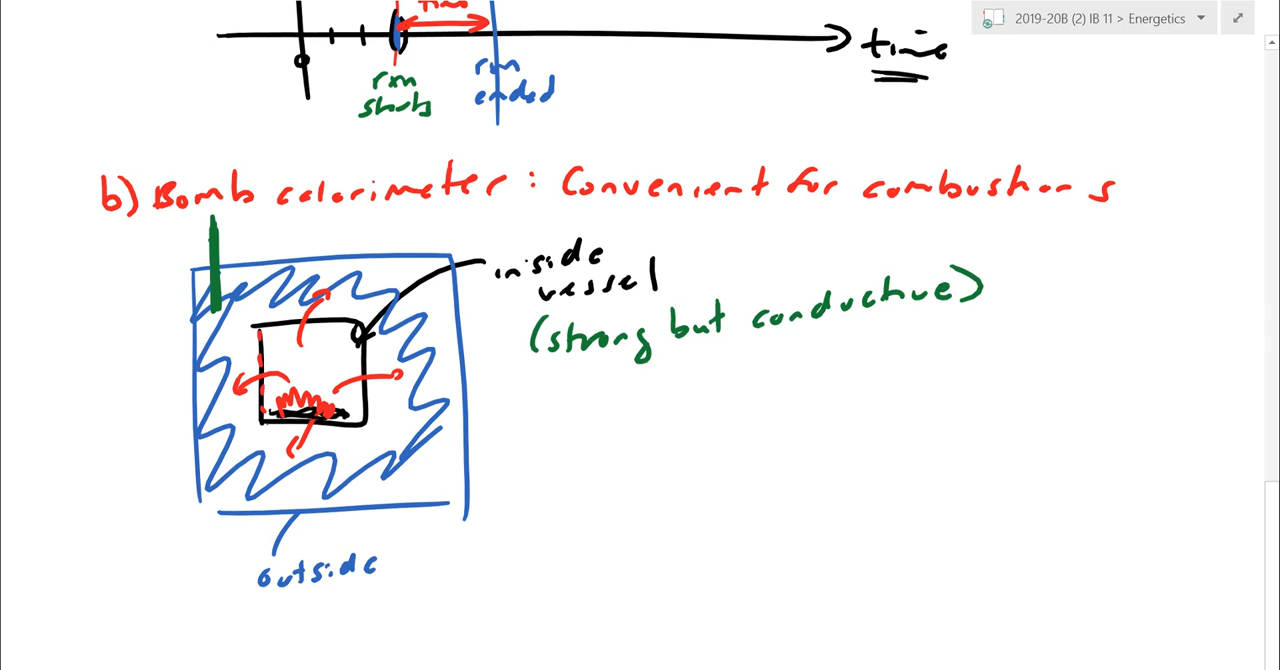 2019-20B (2) IB 11 > Energetics
time
time
0
rxn
starts
rxn
ended
b) Bomb calorimeter : Convenient for combustions
inside
vessel
(strong but conductive)
outside